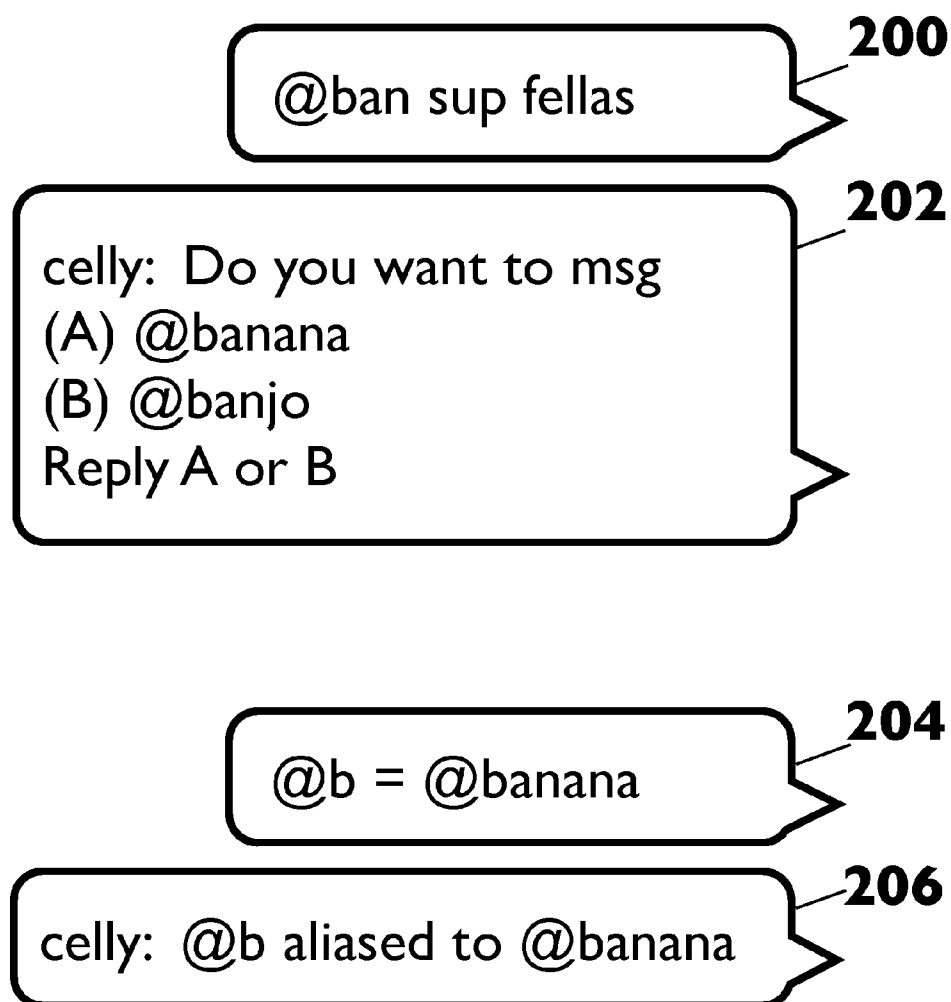 200
@ban sup fellas
202
celly: Do you want to msg
(A) @banana
(B) @banjo
Reply A or B
204
@b = @banana
206
celly: @b aliased to @banana